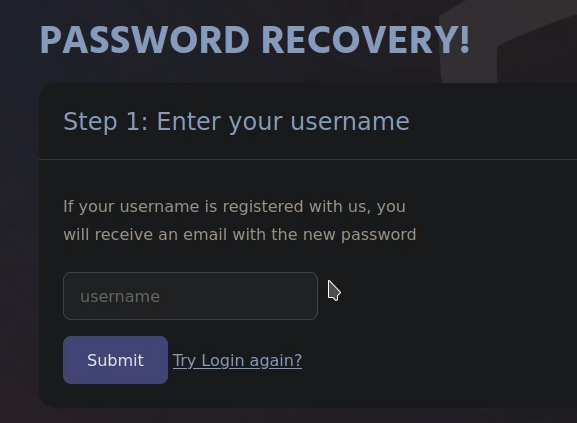 PASSWORD RECOVERY!
Step 1: Enter your username
If your username is registered with us, you
will receive an email with the new password
username
Submit Try Login again?